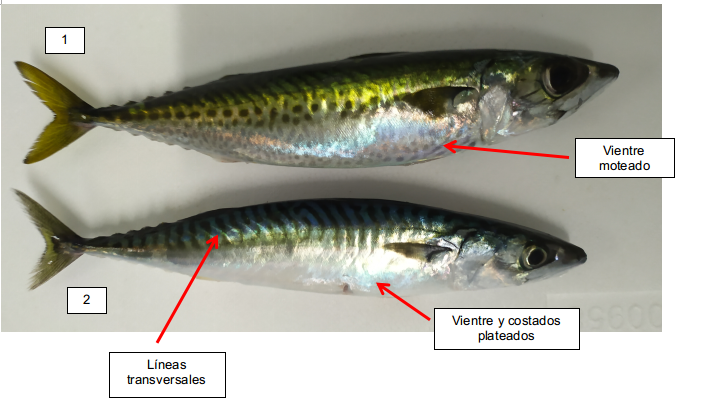 1
Vientre
moteado
2
Vientre y costados
plateados
Líneas
transversales